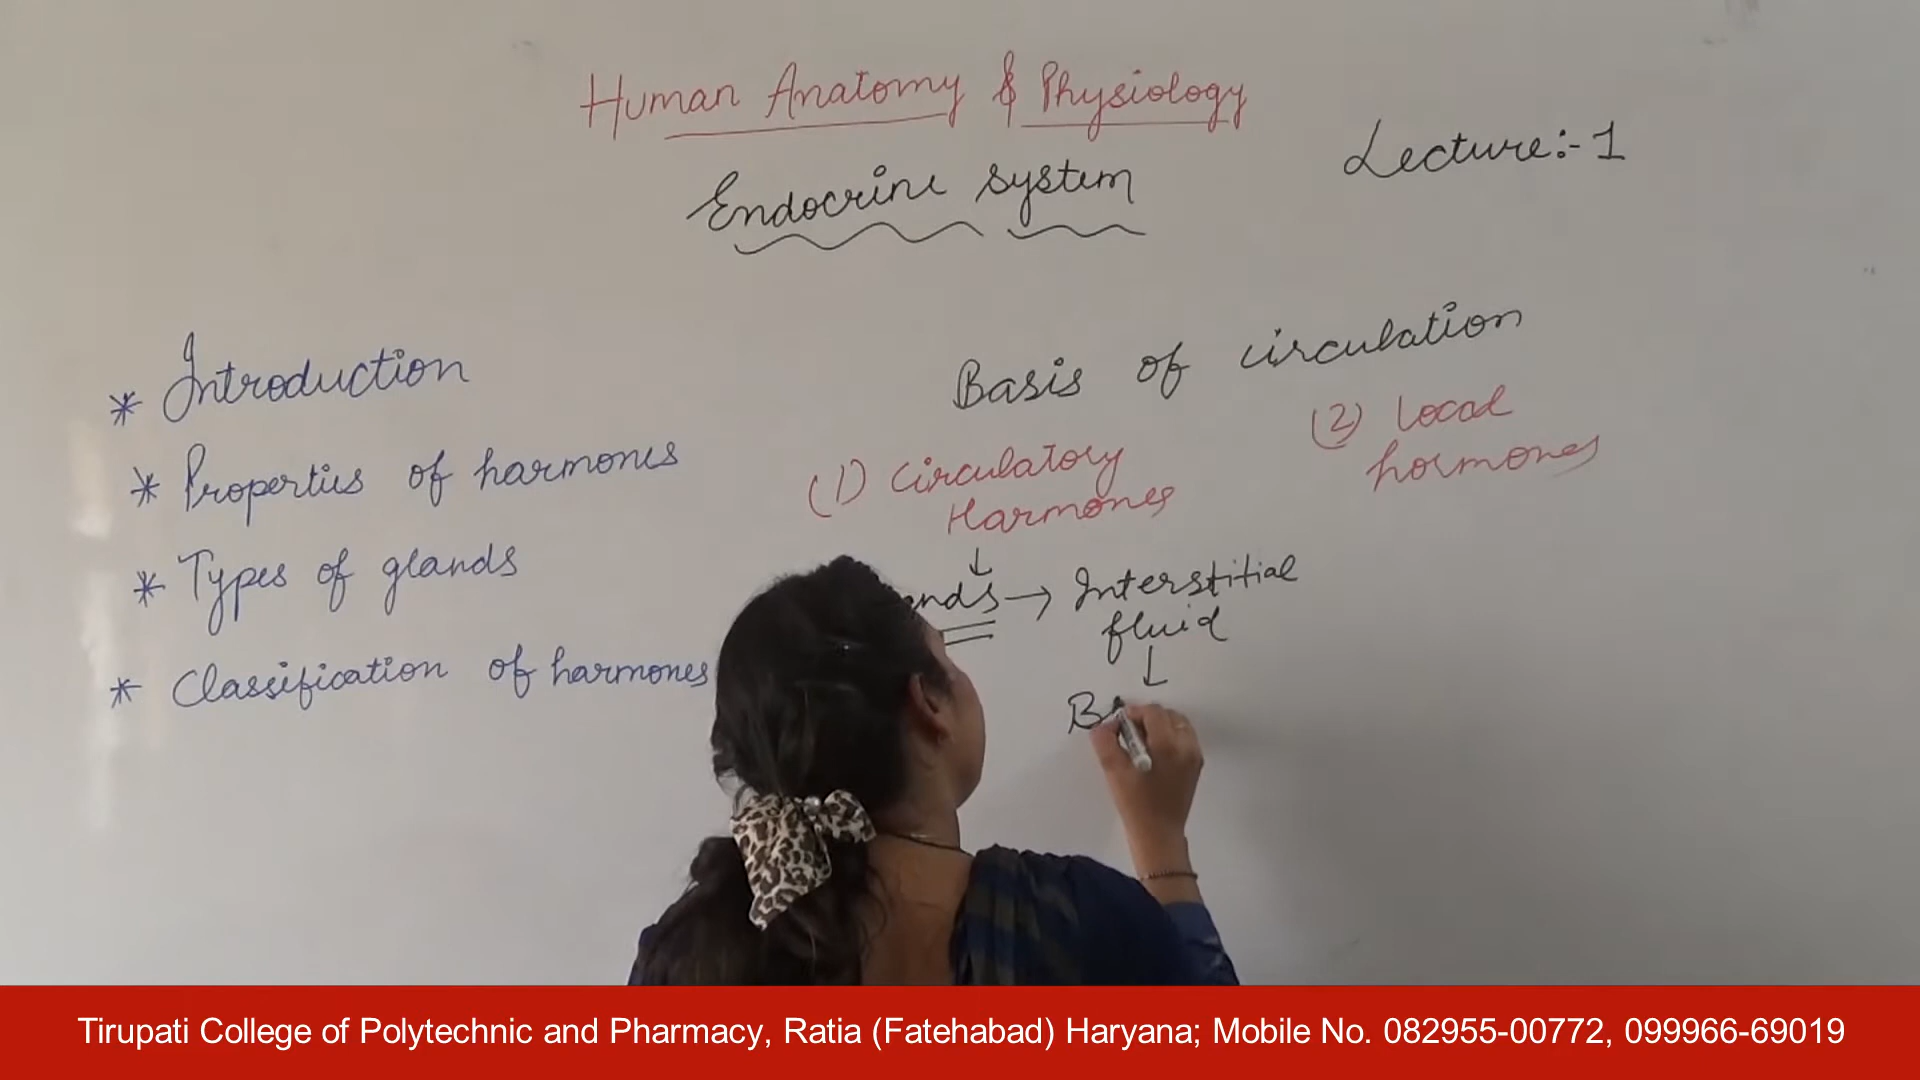 Human Anatomy & Physiology
Endocrine system
Lecture:- 1
* Introduction
* Properties of harmones
* Types of glands
* Classification of harmones
Basis of circulation
(1) Circulatory
Harmones
(2) Local
hormones
↓
→ Interstitial
fluid
↓
Tirupati College of Polytechnic and Pharmacy, Ratia (Fatehabad) Haryana; Mobile No. 082955-00772, 099966-69019